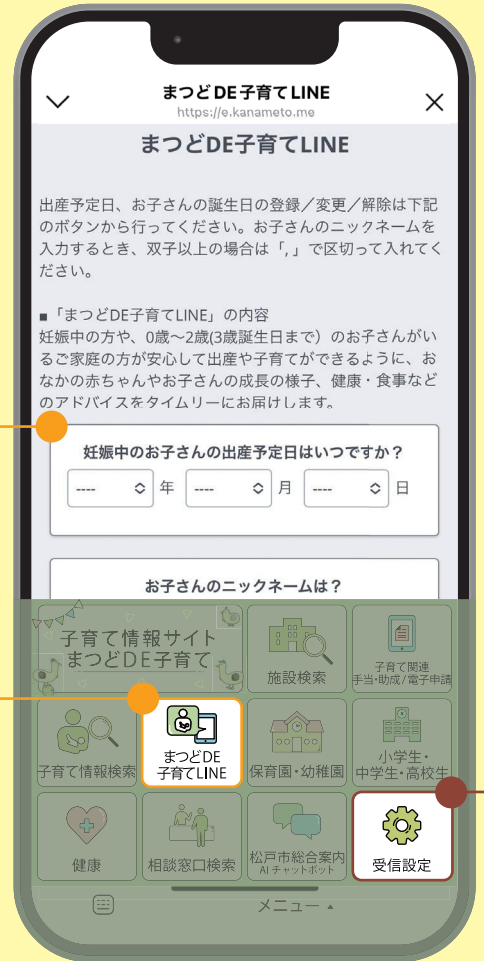 まつどDE子育てLINE
https://e.kanameto.me
まつどDE子育てLINE
出産予定日、お子さんの誕生日の登録／変更／解除は下記
のボタンから行ってください。お子さんのニックネームを
入力するとき、双子以上の場合は「,」で区切って入れてく
ださい。
■「まつどDE子育てLINE」の内容
妊娠中の方や、0歳〜2歳(3歳誕生日まで）のお子さんがい
るご家庭の方が安心して出産や子育てができるように、お
なかの赤ちゃんやお子さんの成長の様子、健康・食事など
のアドバイスをタイムリーにお届けします。
妊娠中のお子さんの出産予定日はいつですか？
---- 年 ---- 月 ---- 日
お子さんのニックネームは？
子育て情報サイト
まつどDE子育て
施設検索
子育て関連
手当・助成/電子申請
子育て情報検索
まつどDE
子育てLINE
保育園・幼稚園
小学生・
中学生・高校生
健康
相談窓口検索
松戸市総合案内
AIチャットボット
受信設定
メニュー